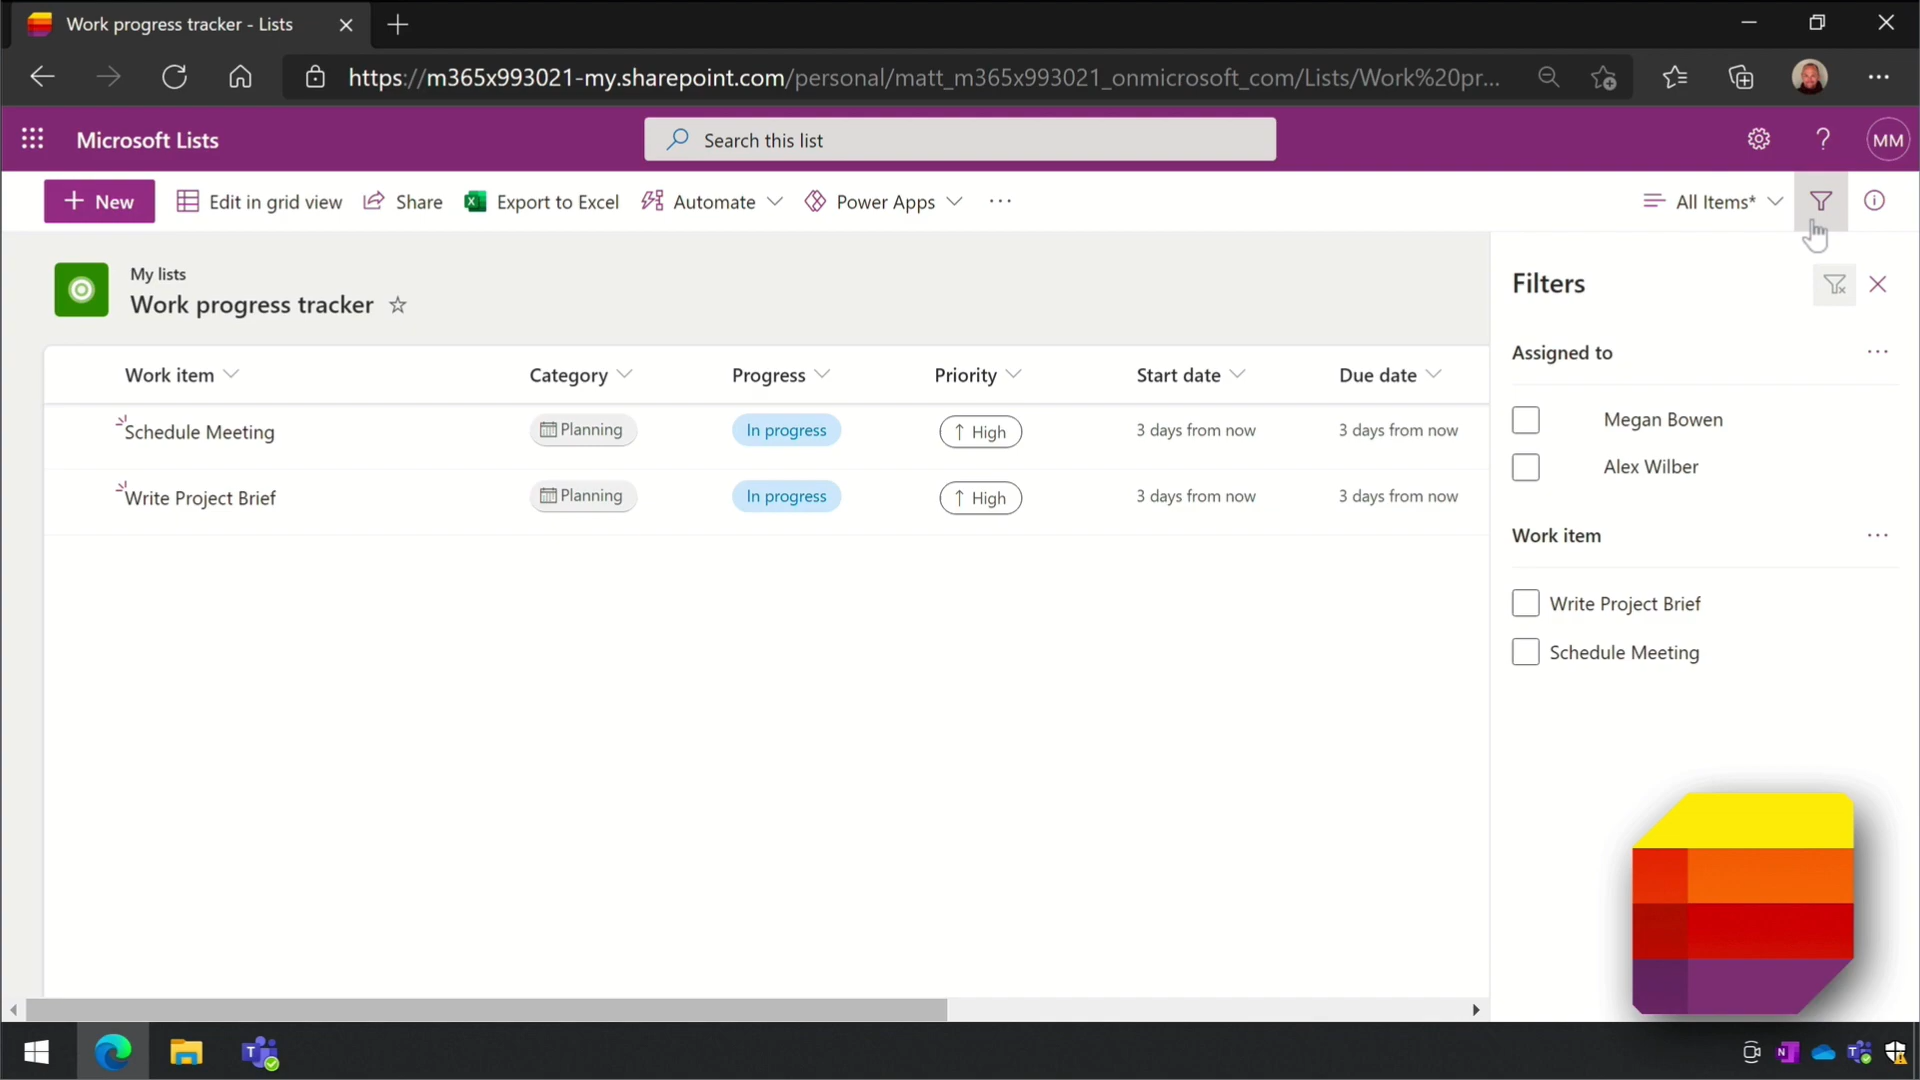 Work progress tracker - Lists
https://m365x993021-my.sharepoint.com/personal/matt_m365x993021_onmicrosoft_com/Lists/Work%20pr...
Microsoft Lists
Search this list
MM
New
Edit in grid view
Share
Export to Excel
Automate
Power Apps
All Items*
My lists
Work progress tracker
Work item
Category
Progress
Priority
Start date
Due date
Schedule Meeting
Planning
In progress
High
3 days from now
3 days from now
Write Project Brief
Planning
In progress
High
3 days from now
3 days from now
Filters
Assigned to
Megan Bowen
Alex Wilber
Work item
Write Project Brief
Schedule Meeting